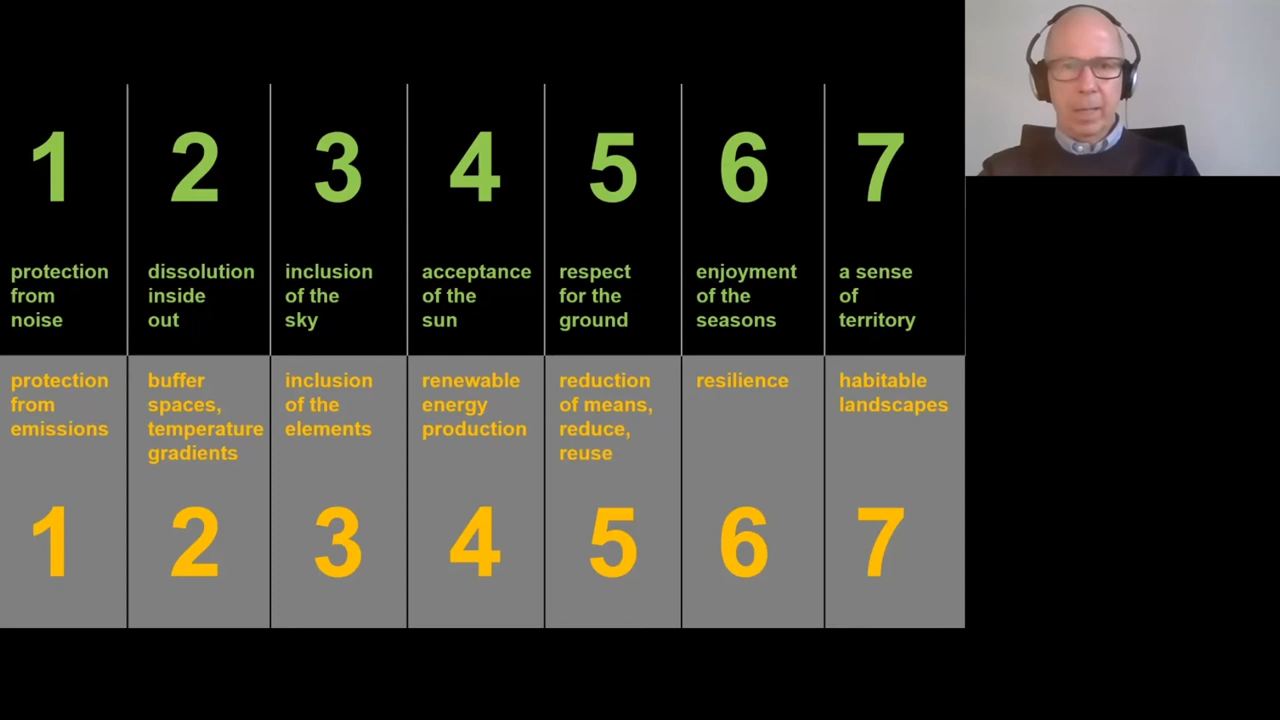 1
2
3
4
5
6
7
protection
from
noise
dissolution
inside
out
inclusion
of the
sky
acceptance
of the
sun
respect
for the
ground
enjoyment
of the
seasons
a sense
of
territory
protection
from
emissions
buffer
spaces,
temperature
gradients
inclusion
of the
elements
renewable
energy
production
reduction
of means,
reduce,
reuse
resilience
habitable
landscapes
1
2
3
4
5
6
7